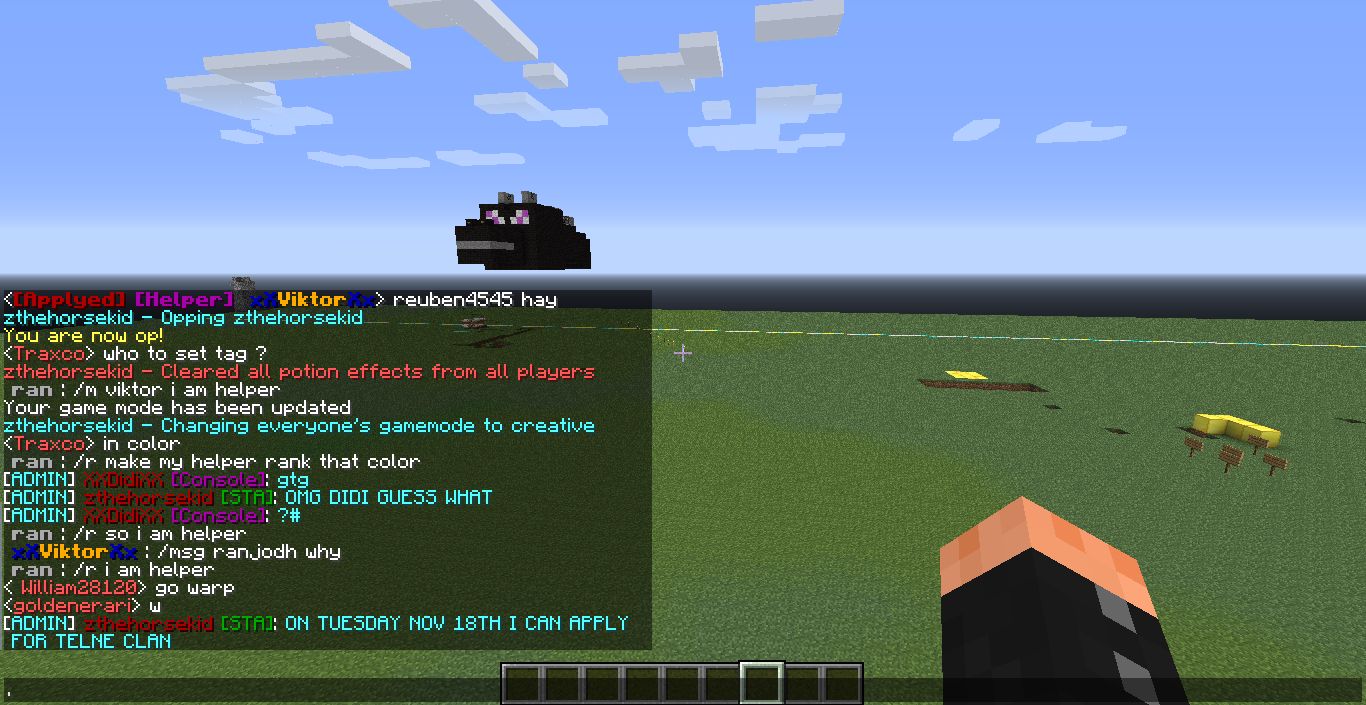 <[Applyed] [Helper] xXViktorXx> reuben4545 hay
zthehorsekid - Opping zthehorsekid
You are now op!
<Traxco> who to set tag ?
zthehorsekid - Cleared all potion effects from all players
ran : /m viktor i am helper
Your game mode has been updated
zthehorsekid - Changing everyone's gamemode to creative
<Traxco> in color
ran : /r make my helper rank that color
[ADMIN] XXDidiXX [Console]: gtg
[ADMIN] zthehorsekid [STA]: OMG DIDI GUESS WHAT
[ADMIN] XXDidiXX [Console]: ?#
ran : /r so i am helper
xXViktorXx : /msg ranjodh why
ran : /r i am helper
< William28120> go warp
<goldenerari> w
[ADMIN] zthehorsekid [STA]: ON TUESDAY NOV 18TH I CAN APPLY
FOR TELNE CLAN